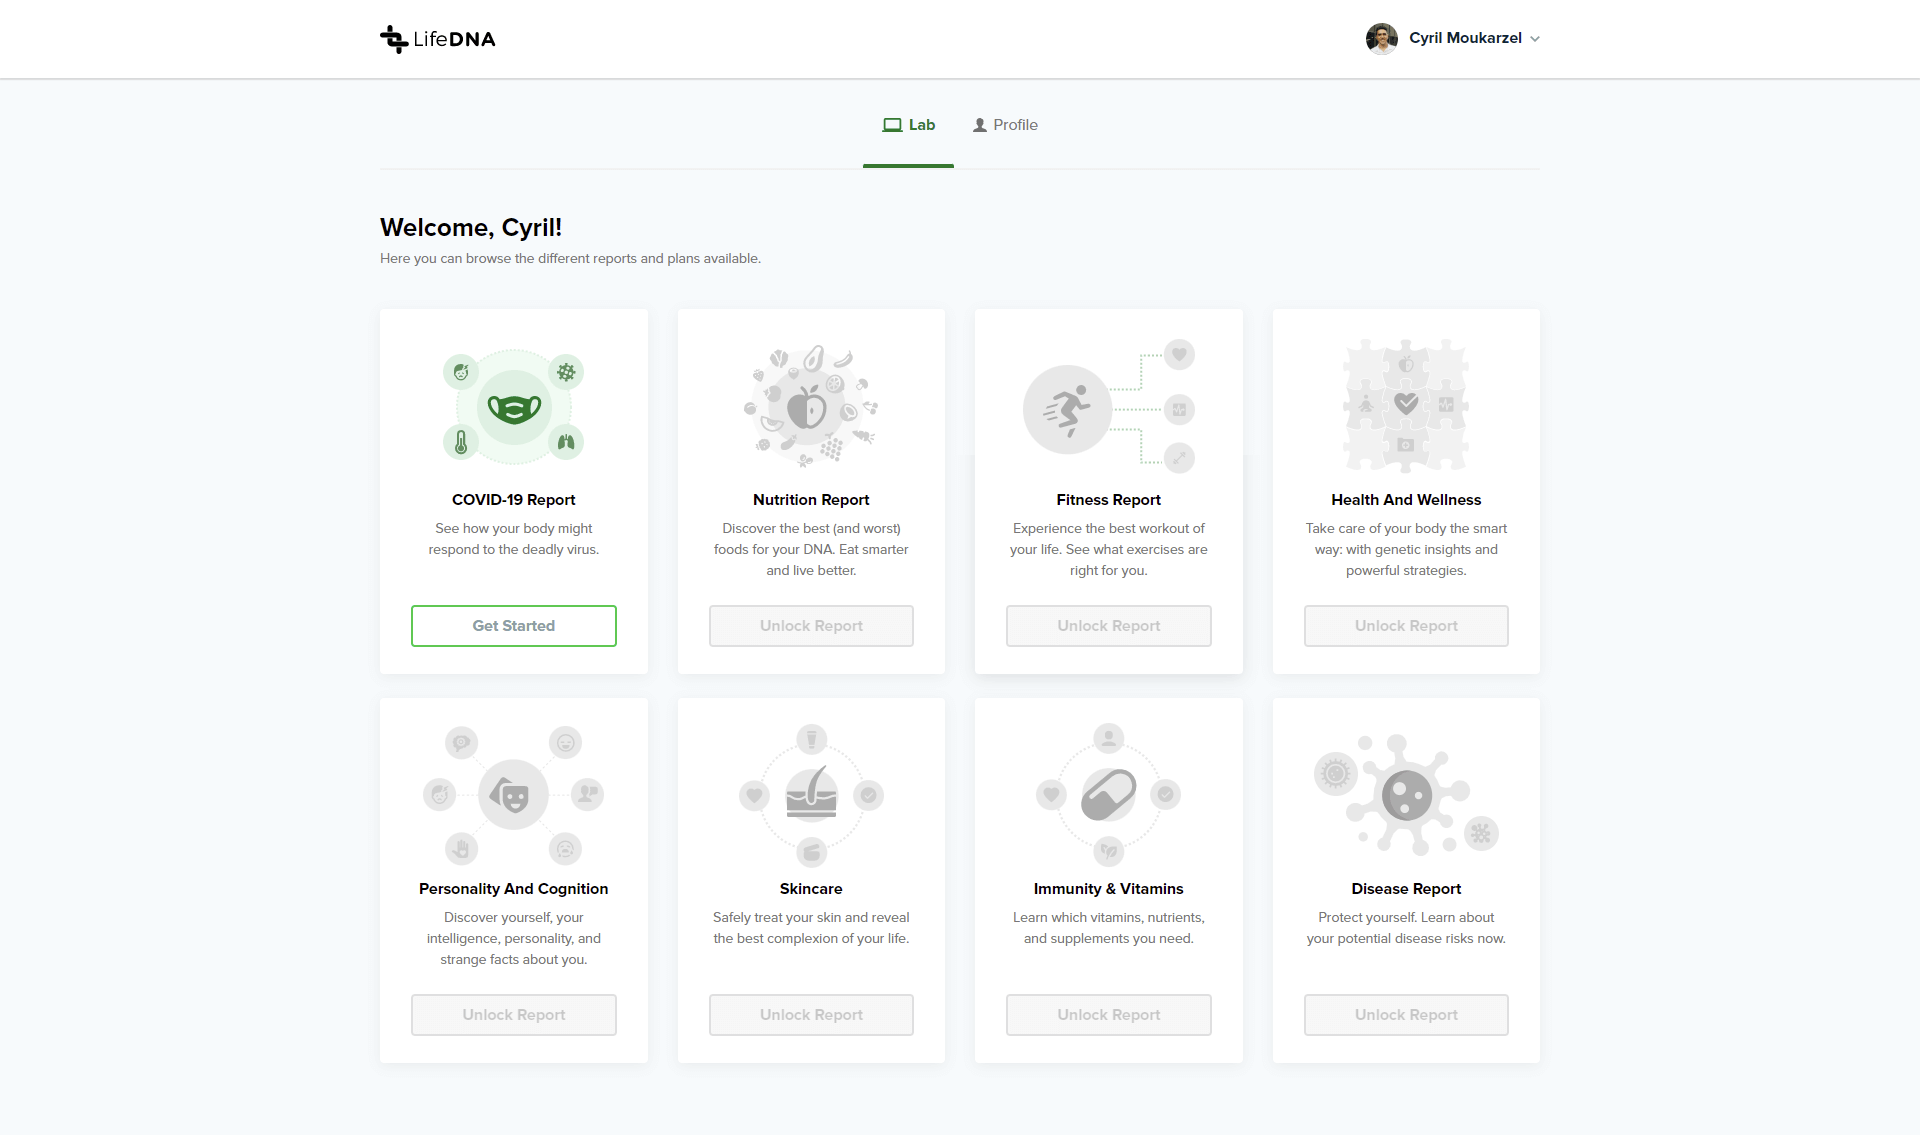 LifeDNA
Cyril Moukarzel
Lab
Profile
Welcome, Cyril!
Here you can browse the different reports and plans available.
COVID-19 Report
See how your body might
respond to the deadly virus.
Get Started
Nutrition Report
Discover the best (and worst)
foods for your DNA. Eat smarter
and live better.
Unlock Report
Fitness Report
Experience the best workout of
your life. See what exercises are
right for you.
Unlock Report
Health And Wellness
Take care of your body the smart
way: with genetic insights and
powerful strategies.
Unlock Report
Personality And Cognition
Discover yourself, your
intelligence, personality, and
strange facts about you.
Unlock Report
Skincare
Safely treat your skin and reveal
the best complexion of your life.
Unlock Report
Immunity & Vitamins
Learn which vitamins, nutrients,
and supplements you need.
Unlock Report
Disease Report
Protect yourself. Learn about
your potential disease risks now.
Unlock Report